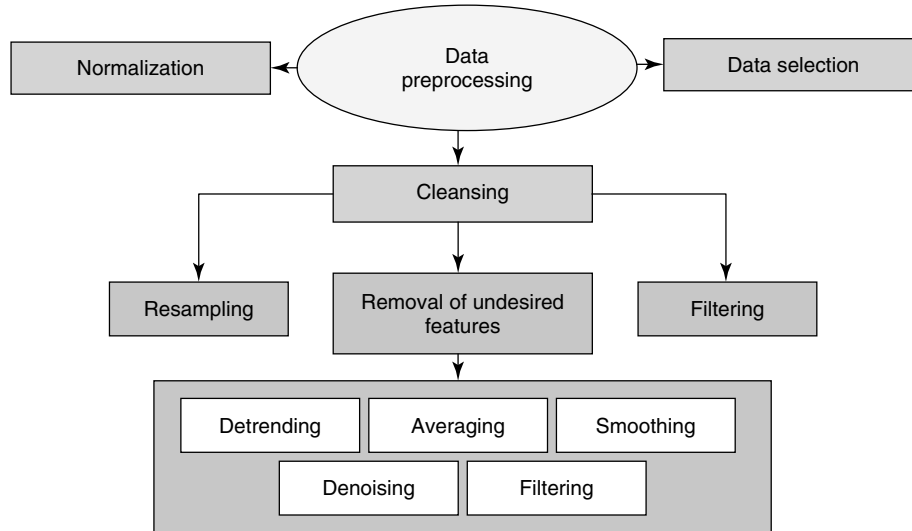 Data
preprocessing
Normalization
Data selection
Cleansing
Resampling
Removal of undesired
features
Filtering
Detrending
Averaging
Smoothing
Denoising
Filtering